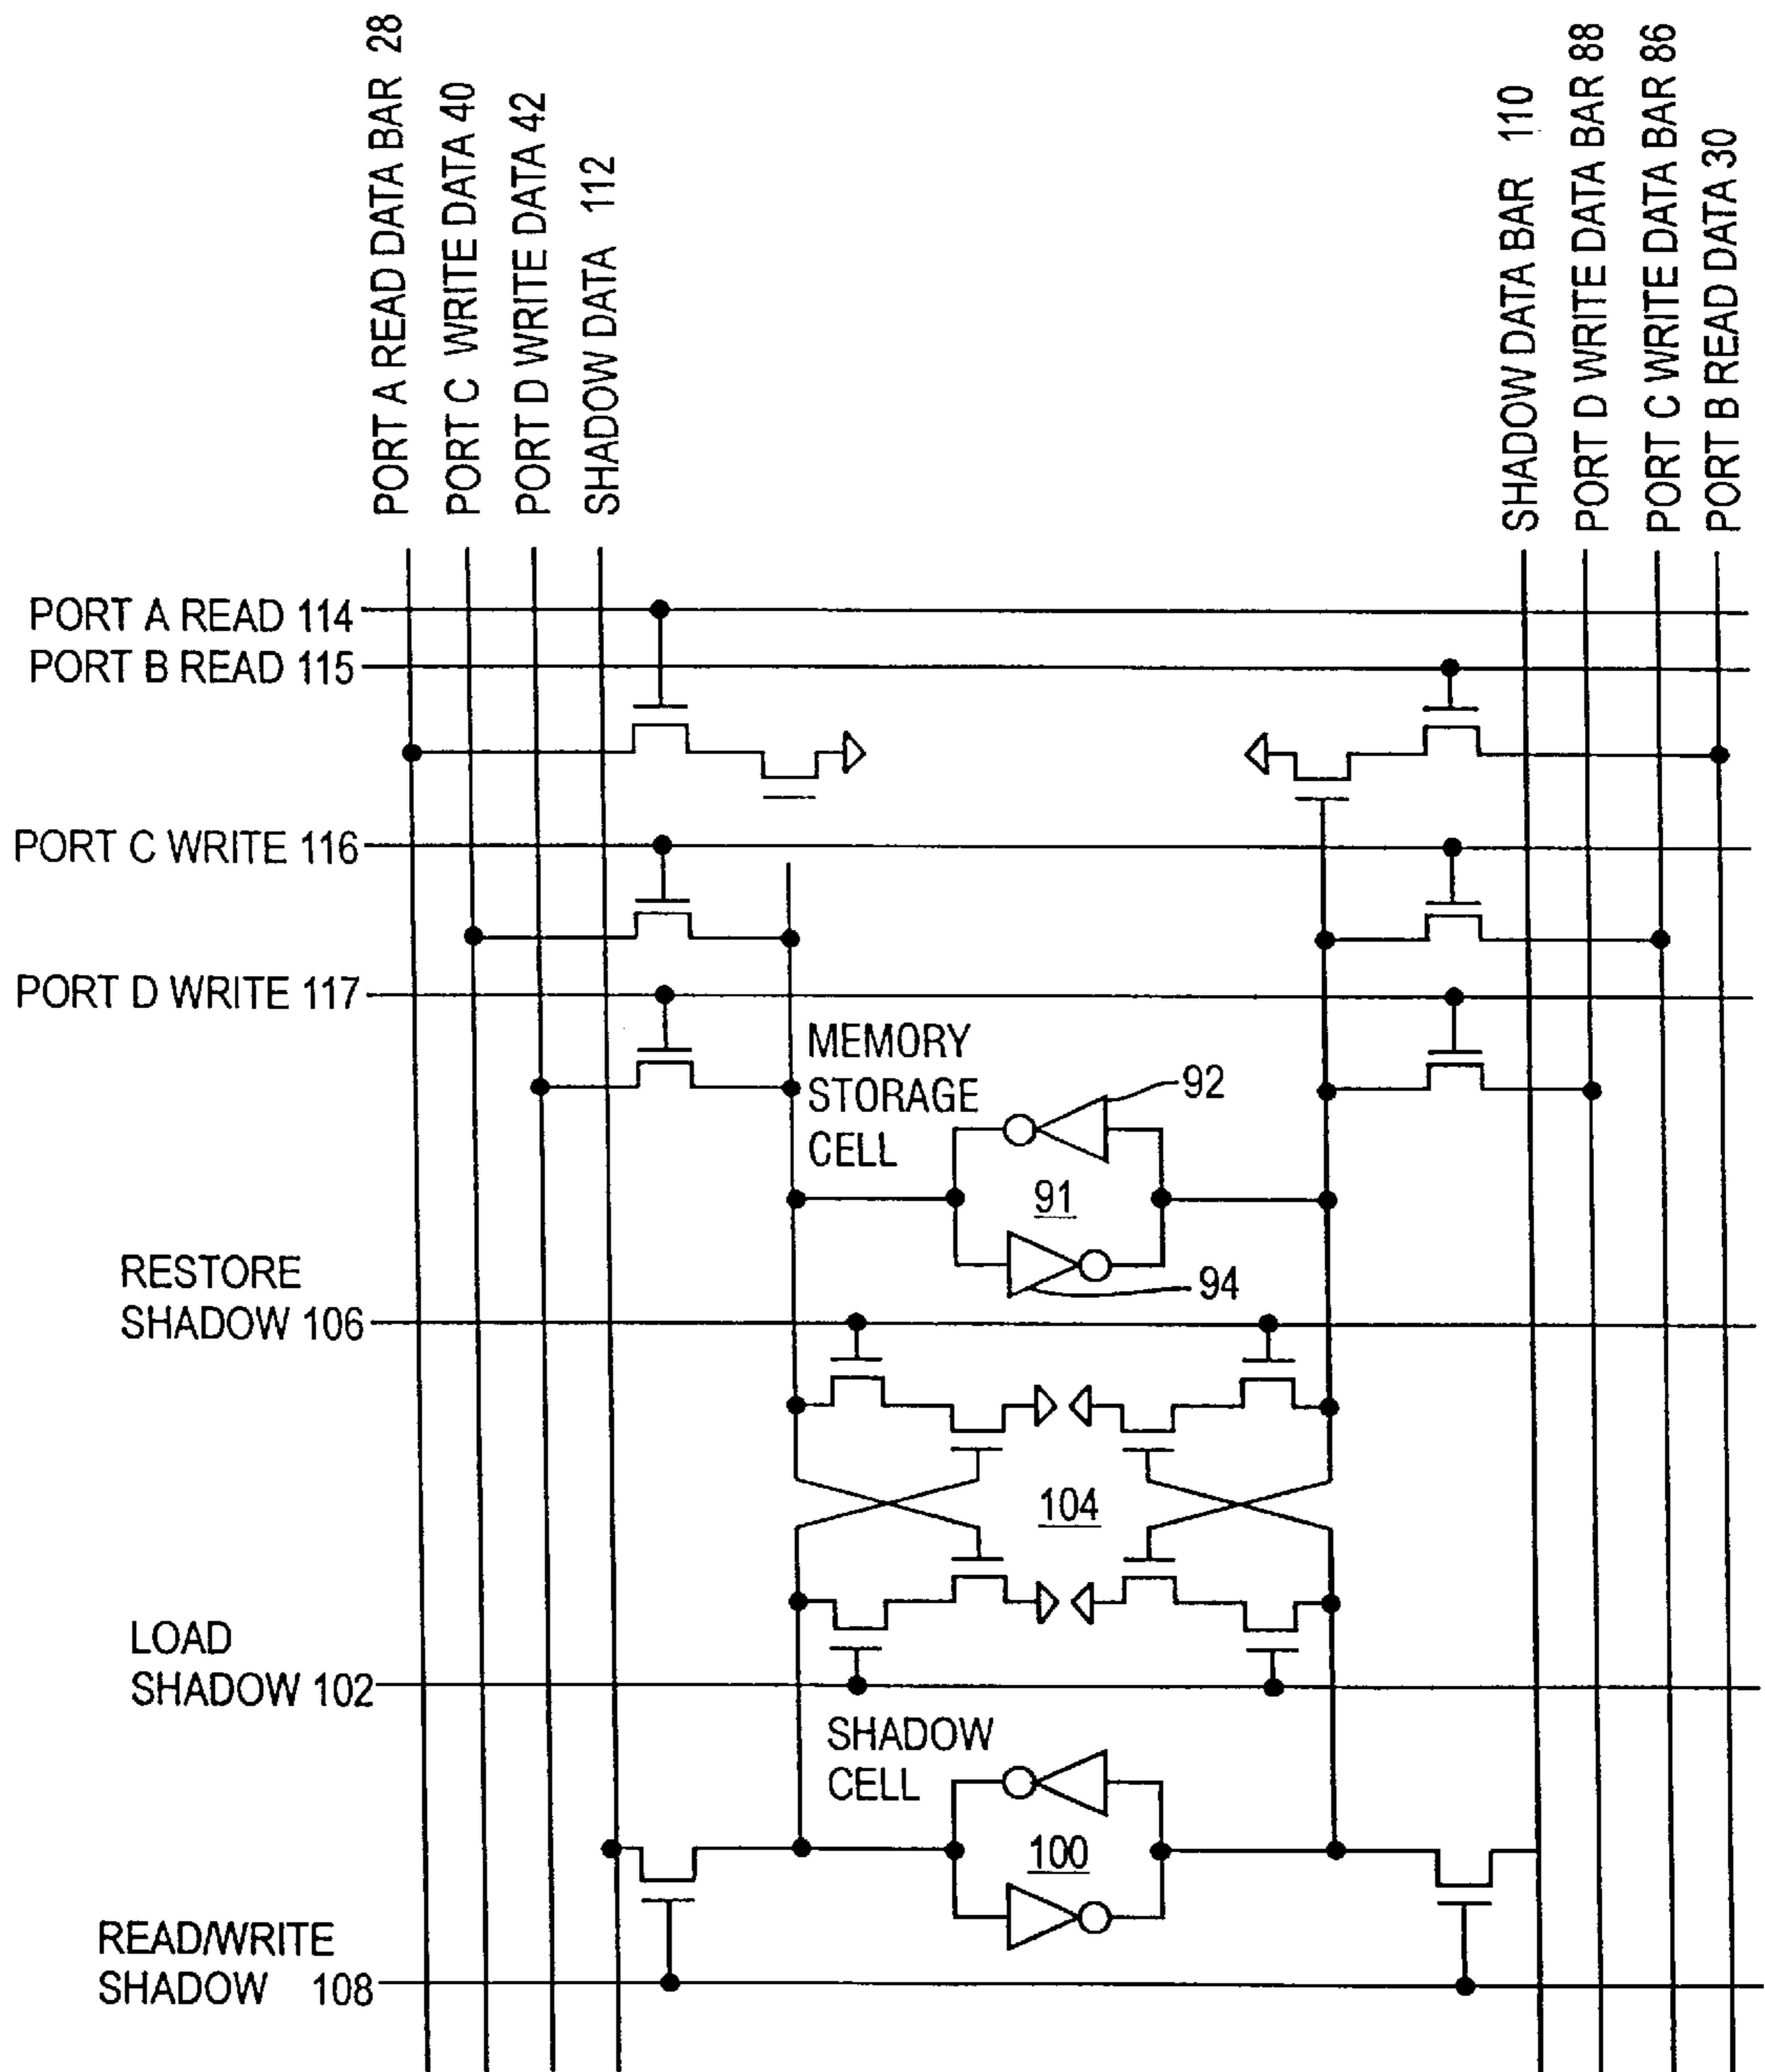 PORT A READ DATA BAR 28
PORT C WRITE DATA 40
PORT D WRITE DATA 42
SHADOW DATA 112
SHADOW DATA BAR 110
PORT D WRITE DATA BAR 88
PORT C WRITE DATA BAR 86
PORT B READ DATA 30
PORT A READ 114
PORT B READ 115
PORT C WRITE 116
PORT D WRITE 117
MEMORY
STORAGE
CELL
92
91
94
RESTORE
SHADOW 106
104
LOAD
SHADOW 102
SHADOW
CELL
100
READ/WRITE
SHADOW 108